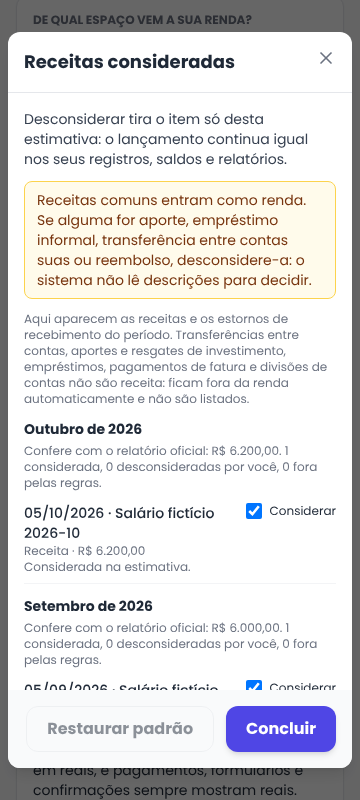 DE QUAL ESPAÇO VEM A SUA RENDA?
Receitas consideradas
Desconsiderar tira o item só desta
estimativa: o lançamento continua igual
nos seus registros, saldos e relatórios.
Receitas comuns entram como renda.
Se alguma for aporte, empréstimo
informal, transferência entre contas
suas ou reembolso, desconsidere-a: o
sistema não lê descrições para decidir.
Aqui aparecem as receitas e os estornos de
recebimento do período. Transferências entre
contas, aportes e resgates de investimento,
empréstimos, pagamentos de fatura e divisões de
contas não são receita: ficam fora da renda
automaticamente e não são listados.
Outubro de 2026
Confere com o relatório oficial: R$ 6.200,00. 1
considerada, 0 desconsideradas por você, 0 fora
pelas regras.
05/10/2026 · Salário fictício
2026-10
Considerar
Receita · R$ 6.200,00
Considerada na estimativa.
Setembro de 2026
Confere com o relatório oficial: R$ 6.000,00. 1
considerada, 0 desconsideradas por você, 0 fora
pelas regras.
05/09/2026 · Salário fictício
Considerar
Restaurar padrão
Concluir
em reais, e pagamentos, formulários e
confirmações sempre mostram reais.